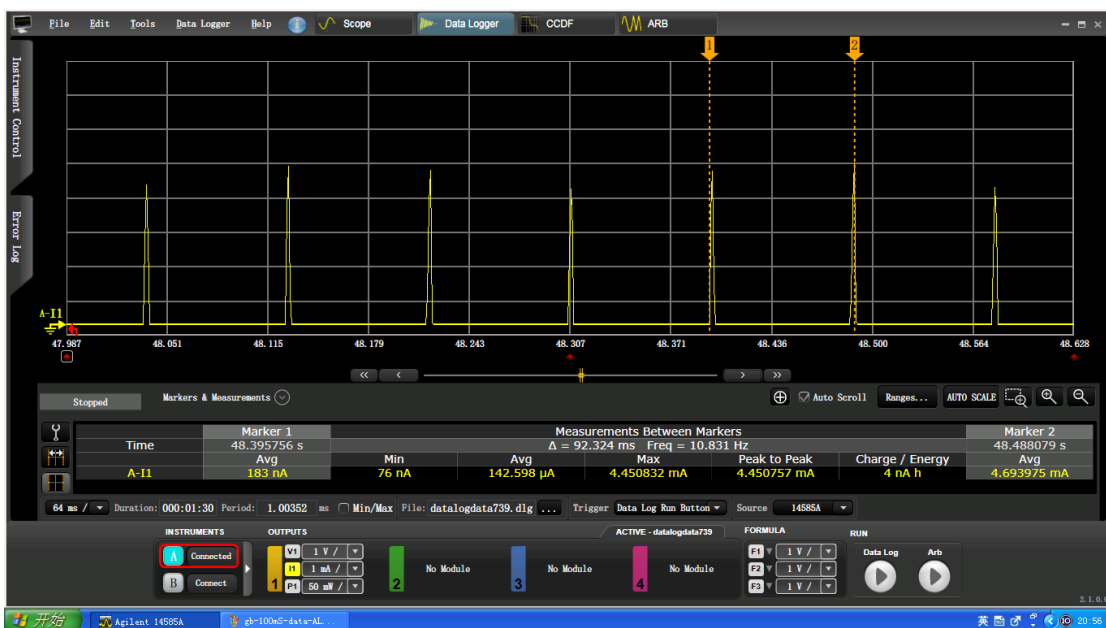 File Edit Tools Data Logger Help Scope Data Logger CCDF ARB
1 2
Instrument Control
Error Log
A-I1
47.987 48.051 48.115 48.179 48.243 48.307 48.371 48.436 48.500 48.564 48.628
<< < > >>
Stopped Markers & Measurements Auto Scroll Ranges... AUTO SCALE
Marker 1 Measurements Between Markers Marker 2
Time 48.395756 s Δ = 92.324 ms Freq = 10.831 Hz 48.488079 s
Avg Min Avg Max Peak to Peak Charge / Energy Avg
A-I1 183 nA 76 nA 142.598 µA 4.450832 mA 4.450757 mA 4 nA h 4.693975 mA
64 ms / Duration: 000:01:30 Period: 1.00352 ms Min/Max File: datalogdata739.dlg ... Trigger Data Log Run Button Source 14585A
INSTRUMENTS OUTPUTS ACTIVE - datalogdata739 FORMULA RUN
A Connected V1 1 V / F1 1 V / Data Log Arb
I1 1 mA / No Module No Module No Module F2 1 V /
B Connect 1 P1 50 mW / 2 3 4 F3 1 V /
2.1.0.
开始 Agilent 14585A gb-100mS-data-AL... 英 20:56